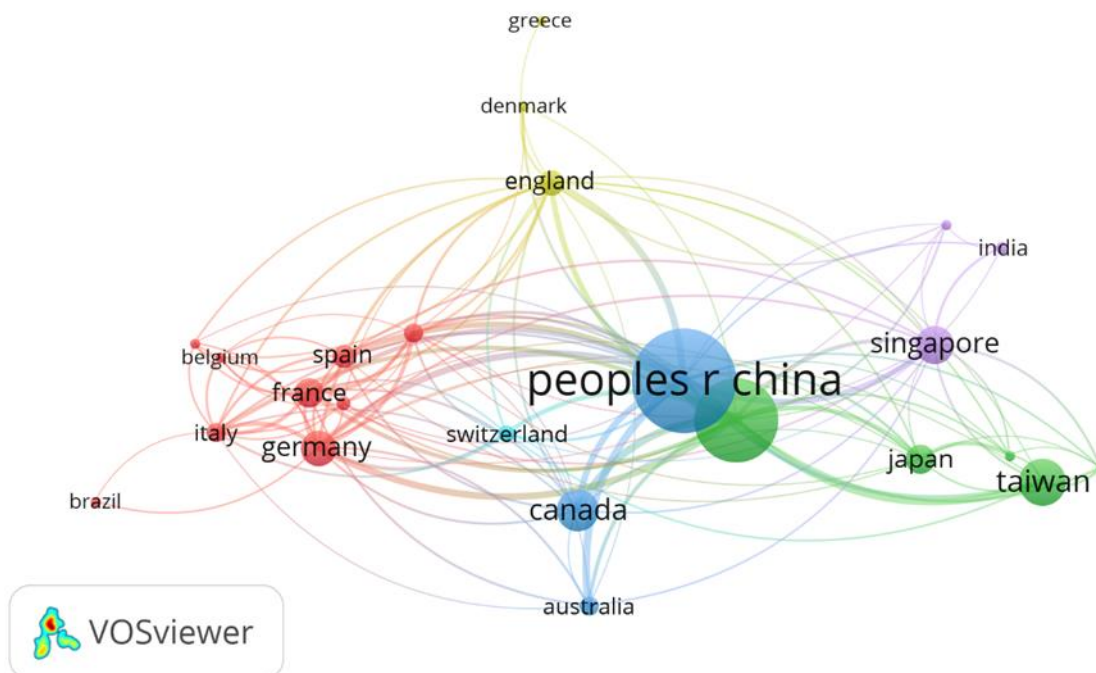 greece
denmark
england
india
singapore
peoples r china
belgium
spain
france
italy
germany
switzerland
japan
taiwan
brazil
canada
australia
VOSviewer